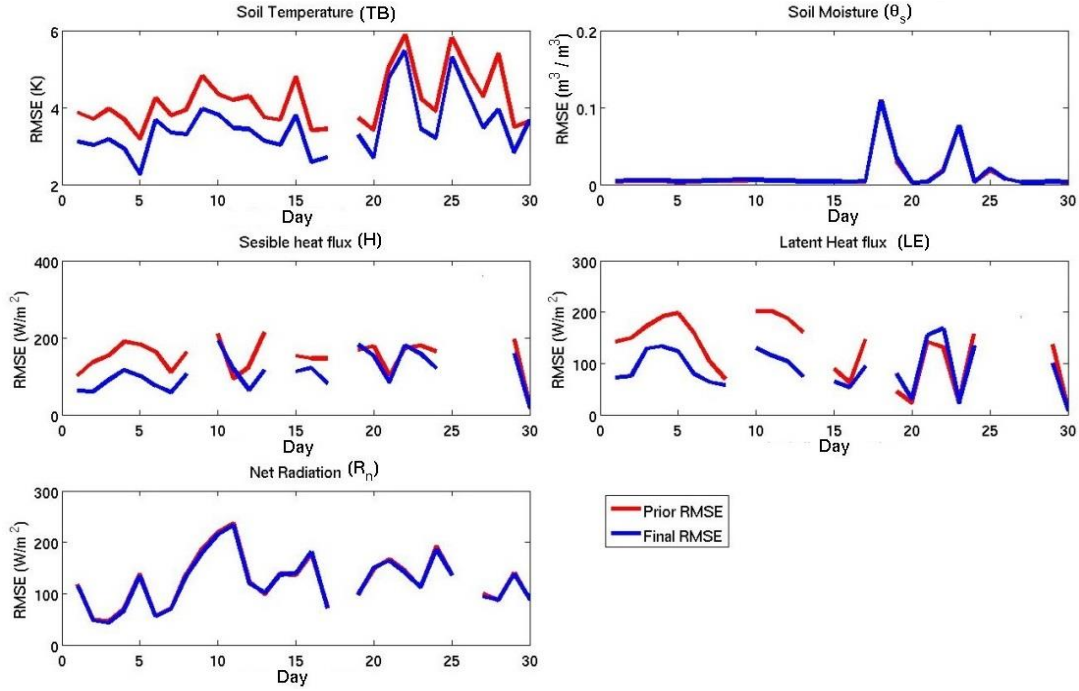 Soil Temperature (TB)
RMSE (K)
6
4
2
0 5 10 15 20 25 30
Day
Soil Moisture (θs)
RMSE (m³ / m³)
0.2
0.1
0
0 5 10 15 20 25 30
Day
Sesible heat flux (H)
RMSE (W/m²)
400
200
0
0 5 10 15 20 25 30
Day
Latent Heat flux (LE)
RMSE (W/m²)
300
200
100
0
0 5 10 15 20 25 30
Day
Net Radiation (Rn)
RMSE (W/m²)
300
200
100
0
0 5 10 15 20 25 30
Day
Prior RMSE
Final RMSE